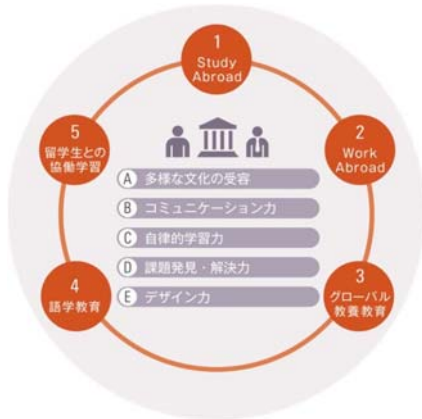 1
Study
Abroad
2
Work
Abroad
3
グローバル
教養教育
4
語学教育
5
留学生との
協働学習
A 多様な文化の受容
B コミュニケーション力
C 自律的学習力
D 課題発見・解決力
E デザイン力